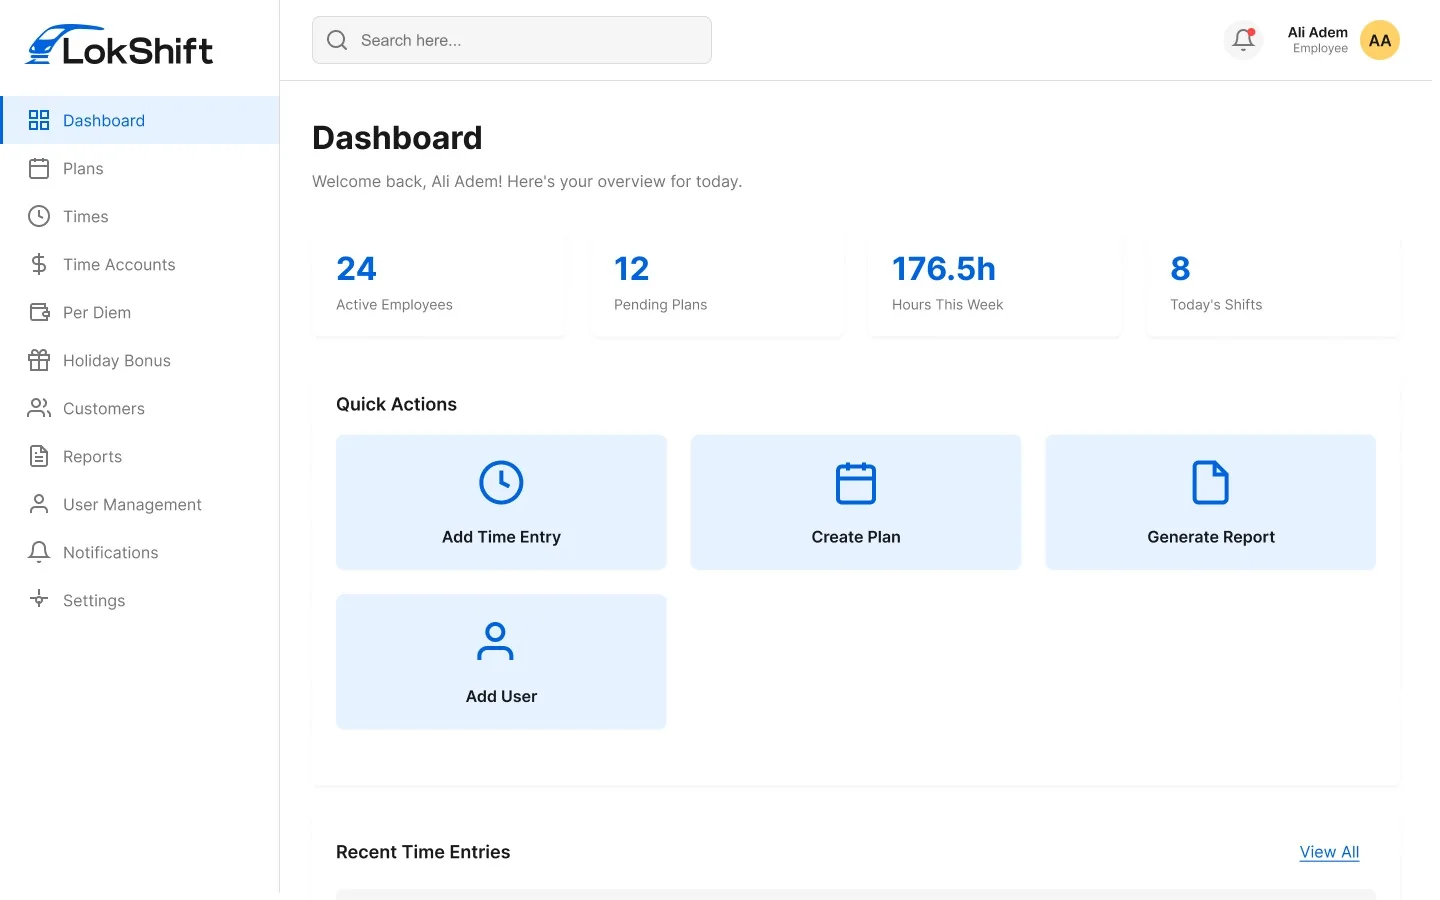 LokShift
Search here...
Ali Adem
Employee
AA
Dashboard
Plans
Times
Time Accounts
Per Diem
Holiday Bonus
Customers
Reports
User Management
Notifications
Settings
Dashboard
Welcome back, Ali Adem! Here's your overview for today.
24
Active Employees
12
Pending Plans
176.5h
Hours This Week
8
Today's Shifts
Quick Actions
Add Time Entry
Create Plan
Generate Report
Add User
Recent Time Entries
View All